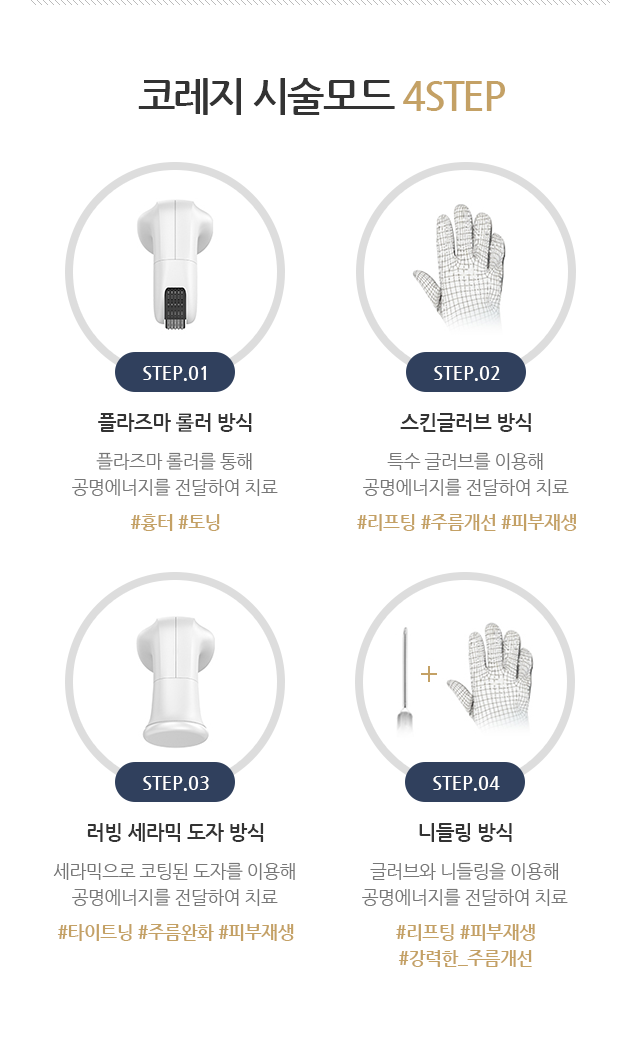 코레지 시술모드 4STEP
STEP.01
플라즈마 롤러 방식
플라즈마 롤러를 통해
공명에너지를 전달하여 치료
#흉터 #토닝
STEP.02
스킨글러브 방식
특수 글러브를 이용해
공명에너지를 전달하여 치료
#리프팅 #주름개선 #피부재생
STEP.03
러빙 세라믹 도자 방식
세라믹으로 코팅된 도자를 이용해
공명에너지를 전달하여 치료
#타이트닝 #주름완화 #피부재생
STEP.04
니들링 방식
글러브와 니들링을 이용해
공명에너지를 전달하여 치료
#리프팅 #피부재생
#강력한_주름개선